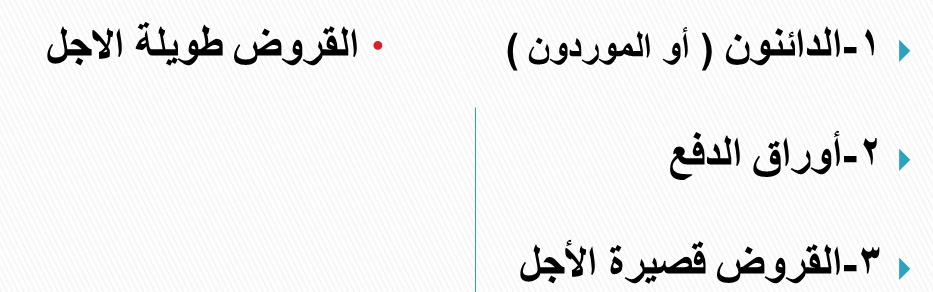 ١-الدائنون ( أو الموردون )
٢-أوراق الدفع
٣-القروض قصيرة الأجل
القروض طويلة الاجل